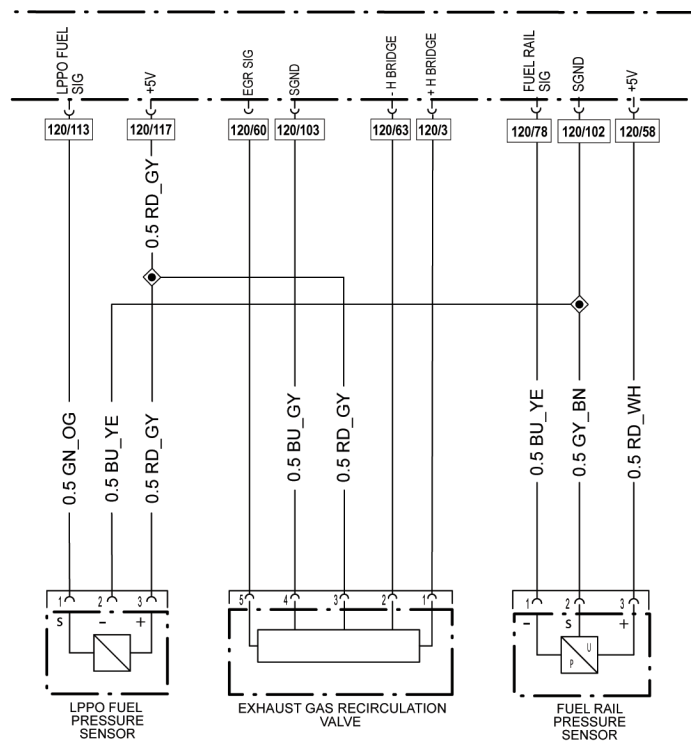 LPPO FUEL
SIG
+5V
EGR SIG
SGND
- H BRIDGE
+ H BRIDGE
FUEL RAIL
SIG
SGND
+5V
120/113
120/117
120/60
120/103
120/63
120/3
120/78
120/102
120/58
0.5 RD_GY
0.5 GN_OG
0.5 BU_YE
0.5 RD_GY
0.5 BU_GY
0.5 RD_GY
0.5 BU_YE
0.5 GY_BN
0.5 RD_WH
1 2 3
5 4 3 2 1
1 2 3
S - +
- S +
U
P
LPPO FUEL
PRESSURE
SENSOR
EXHAUST GAS RECIRCULATION
VALVE
FUEL RAIL
PRESSURE
SENSOR